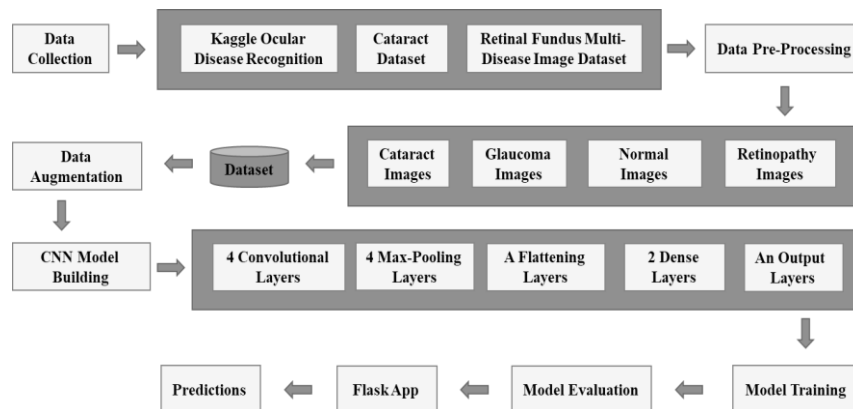 Data
Collection
Kaggle Ocular
Disease Recognition
Cataract
Dataset
Retinal Fundus Multi-
Disease Image Dataset
Data Pre-Processing
Cataract
Images
Glaucoma
Images
Normal
Images
Retinopathy
Images
Dataset
Data
Augmentation
CNN Model
Building
4 Convolutional
Layers
4 Max-Pooling
Layers
A Flattening
Layers
2 Dense
Layers
An Output
Layers
Model Training
Model Evaluation
Flask App
Predictions